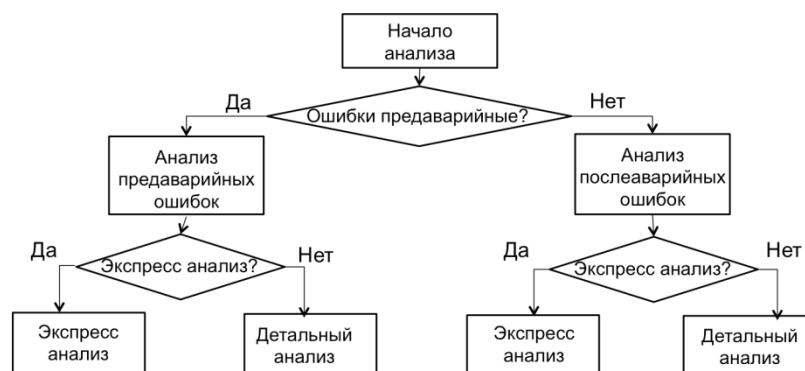 Начало
анализа
Да
Нет
Ошибки предаварийные?
Анализ
предаварийных
ошибок
Анализ
послеаварийных
ошибок
Да
Экспресс анализ?
Нет
Да
Экспресс анализ?
Нет
Экспресс
анализ
Детальный
анализ
Экспресс
анализ
Детальный
анализ